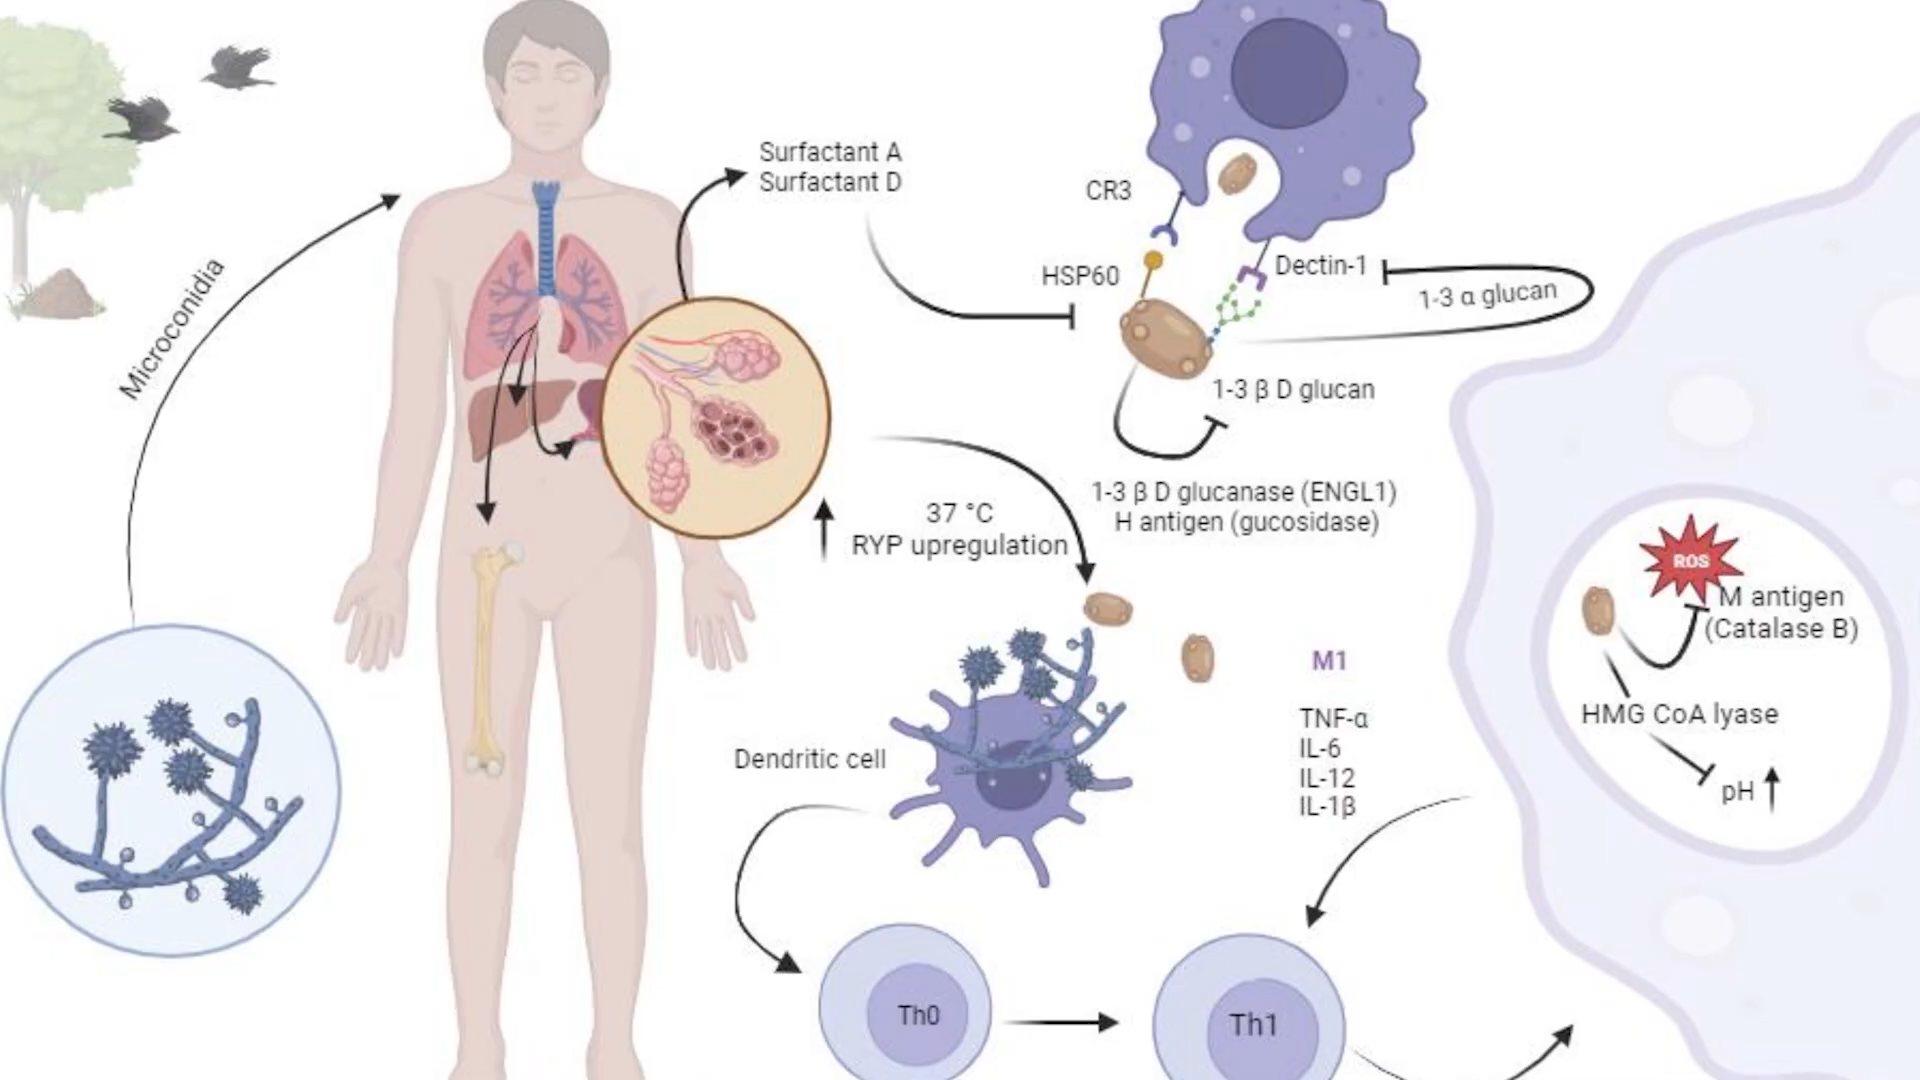 Microconidia
Surfactant A
Surfactant D
CR3
HSP60
Dectin-1
1-3 α glucan
1-3 β D glucan
1-3 β D glucanase (ENGL1)
H antigen (gucosidase)
37 °C
RYP upregulation
ROS
M antigen
(Catalase B)
HMG CoA lyase
pH
M1
TNF-α
IL-6
IL-12
IL-1β
Dendritic cell
Th0
Th1